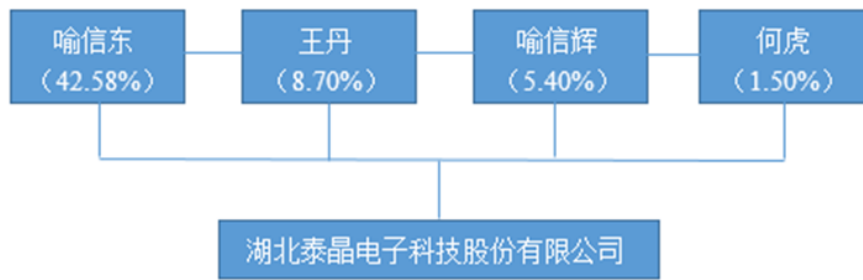 喻信东
（42.58%）
王丹
（8.70%）
喻信辉
（5.40%）
何虎
（1.50%）
湖北泰晶电子科技股份有限公司